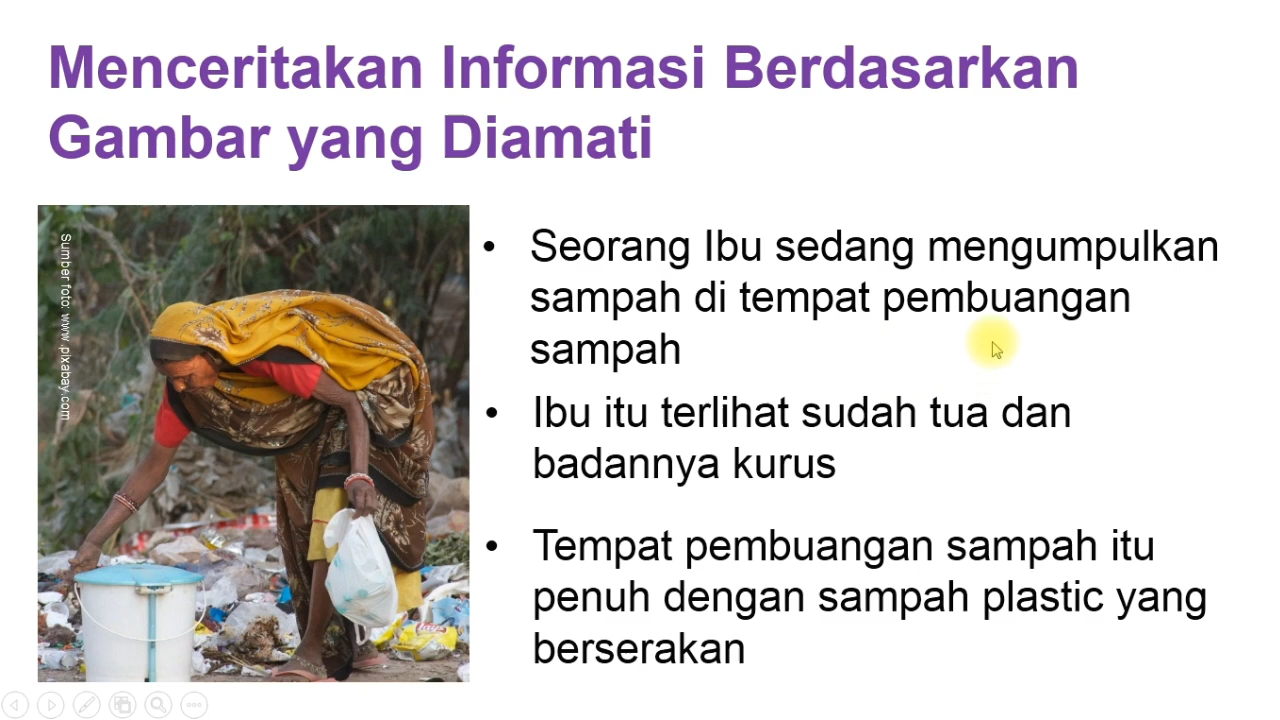 Menceritakan Informasi Berdasarkan
Gambar yang Diamati
Sumber foto: www.pixabay.com
• Seorang Ibu sedang mengumpulkan
sampah di tempat pembuangan
sampah
• Ibu itu terlihat sudah tua dan
badannya kurus
• Tempat pembuangan sampah itu
penuh dengan sampah plastic yang
berserakan